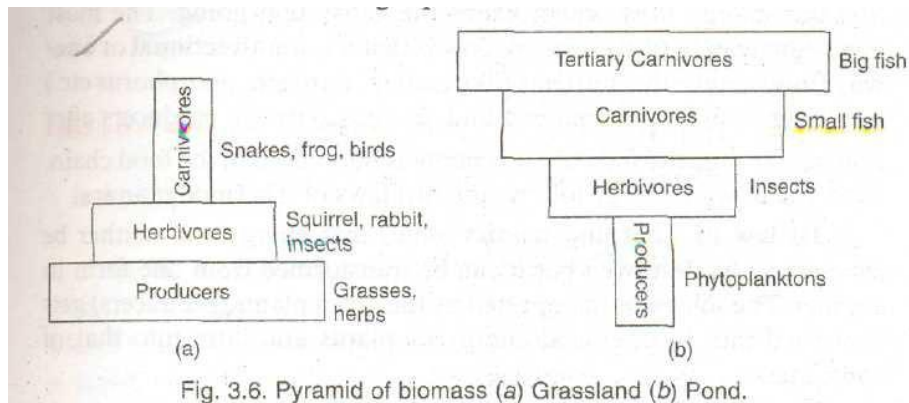 Carnivores
Snakes, frog, birds
Herbivores
Squirrel, rabbit,
insects
Producers
Grasses,
herbs
(a)
Tertiary Carnivores
Big fish
Carnivores
Small fish
Herbivores
Insects
Producers
Phytoplanktons
(b)
Fig. 3.6. Pyramid of biomass (a) Grassland (b) Pond.